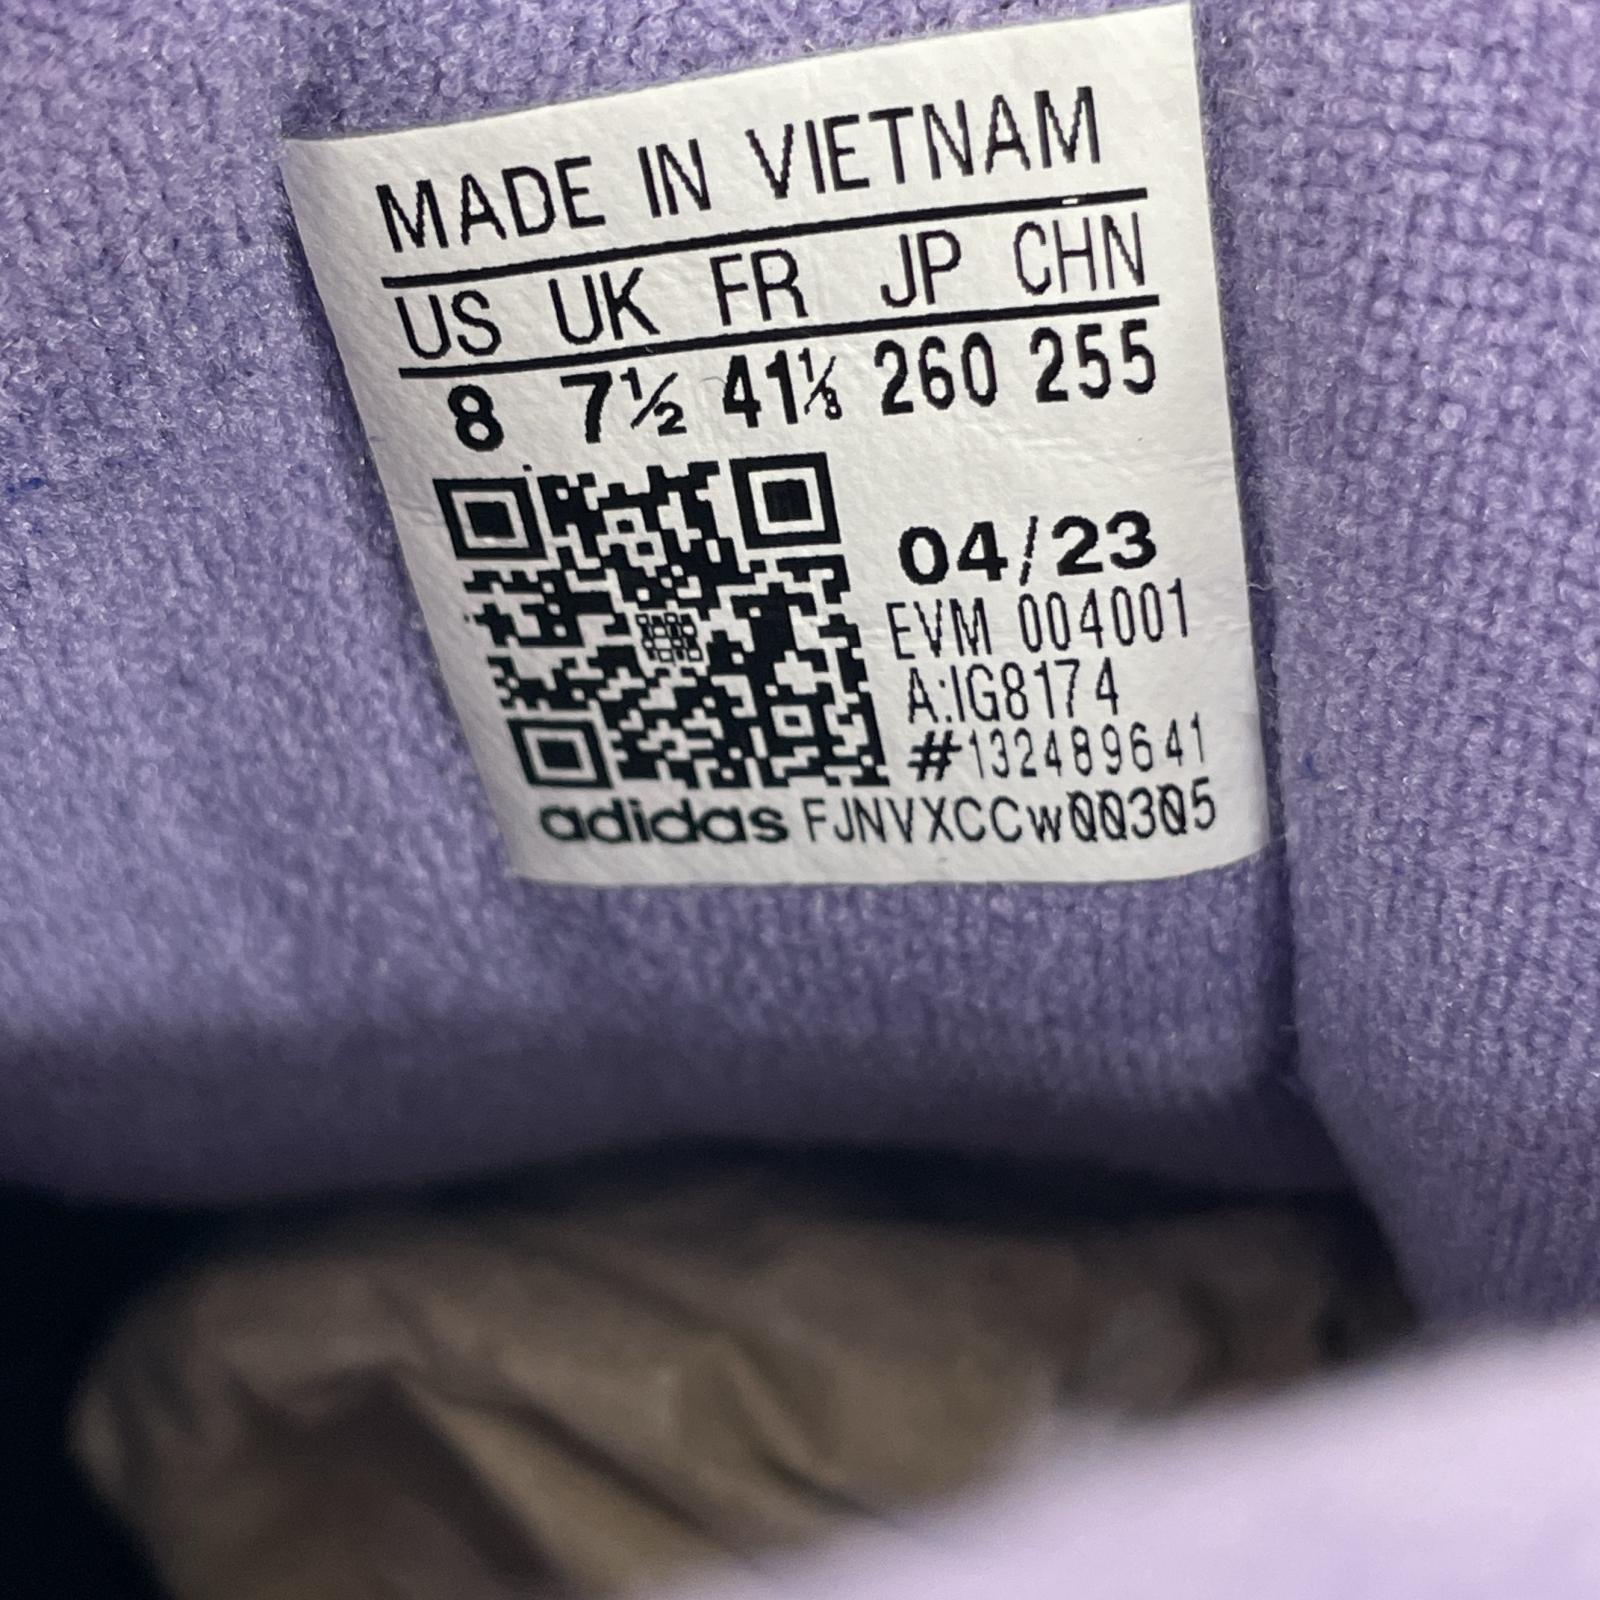 MADE IN VIETNAM
US UK FR JP CHN
8 7½ 41⅓ 260 255
04/23
EVM 004001
A:IG8174
#132489641
adidas FJNVXCCw00305